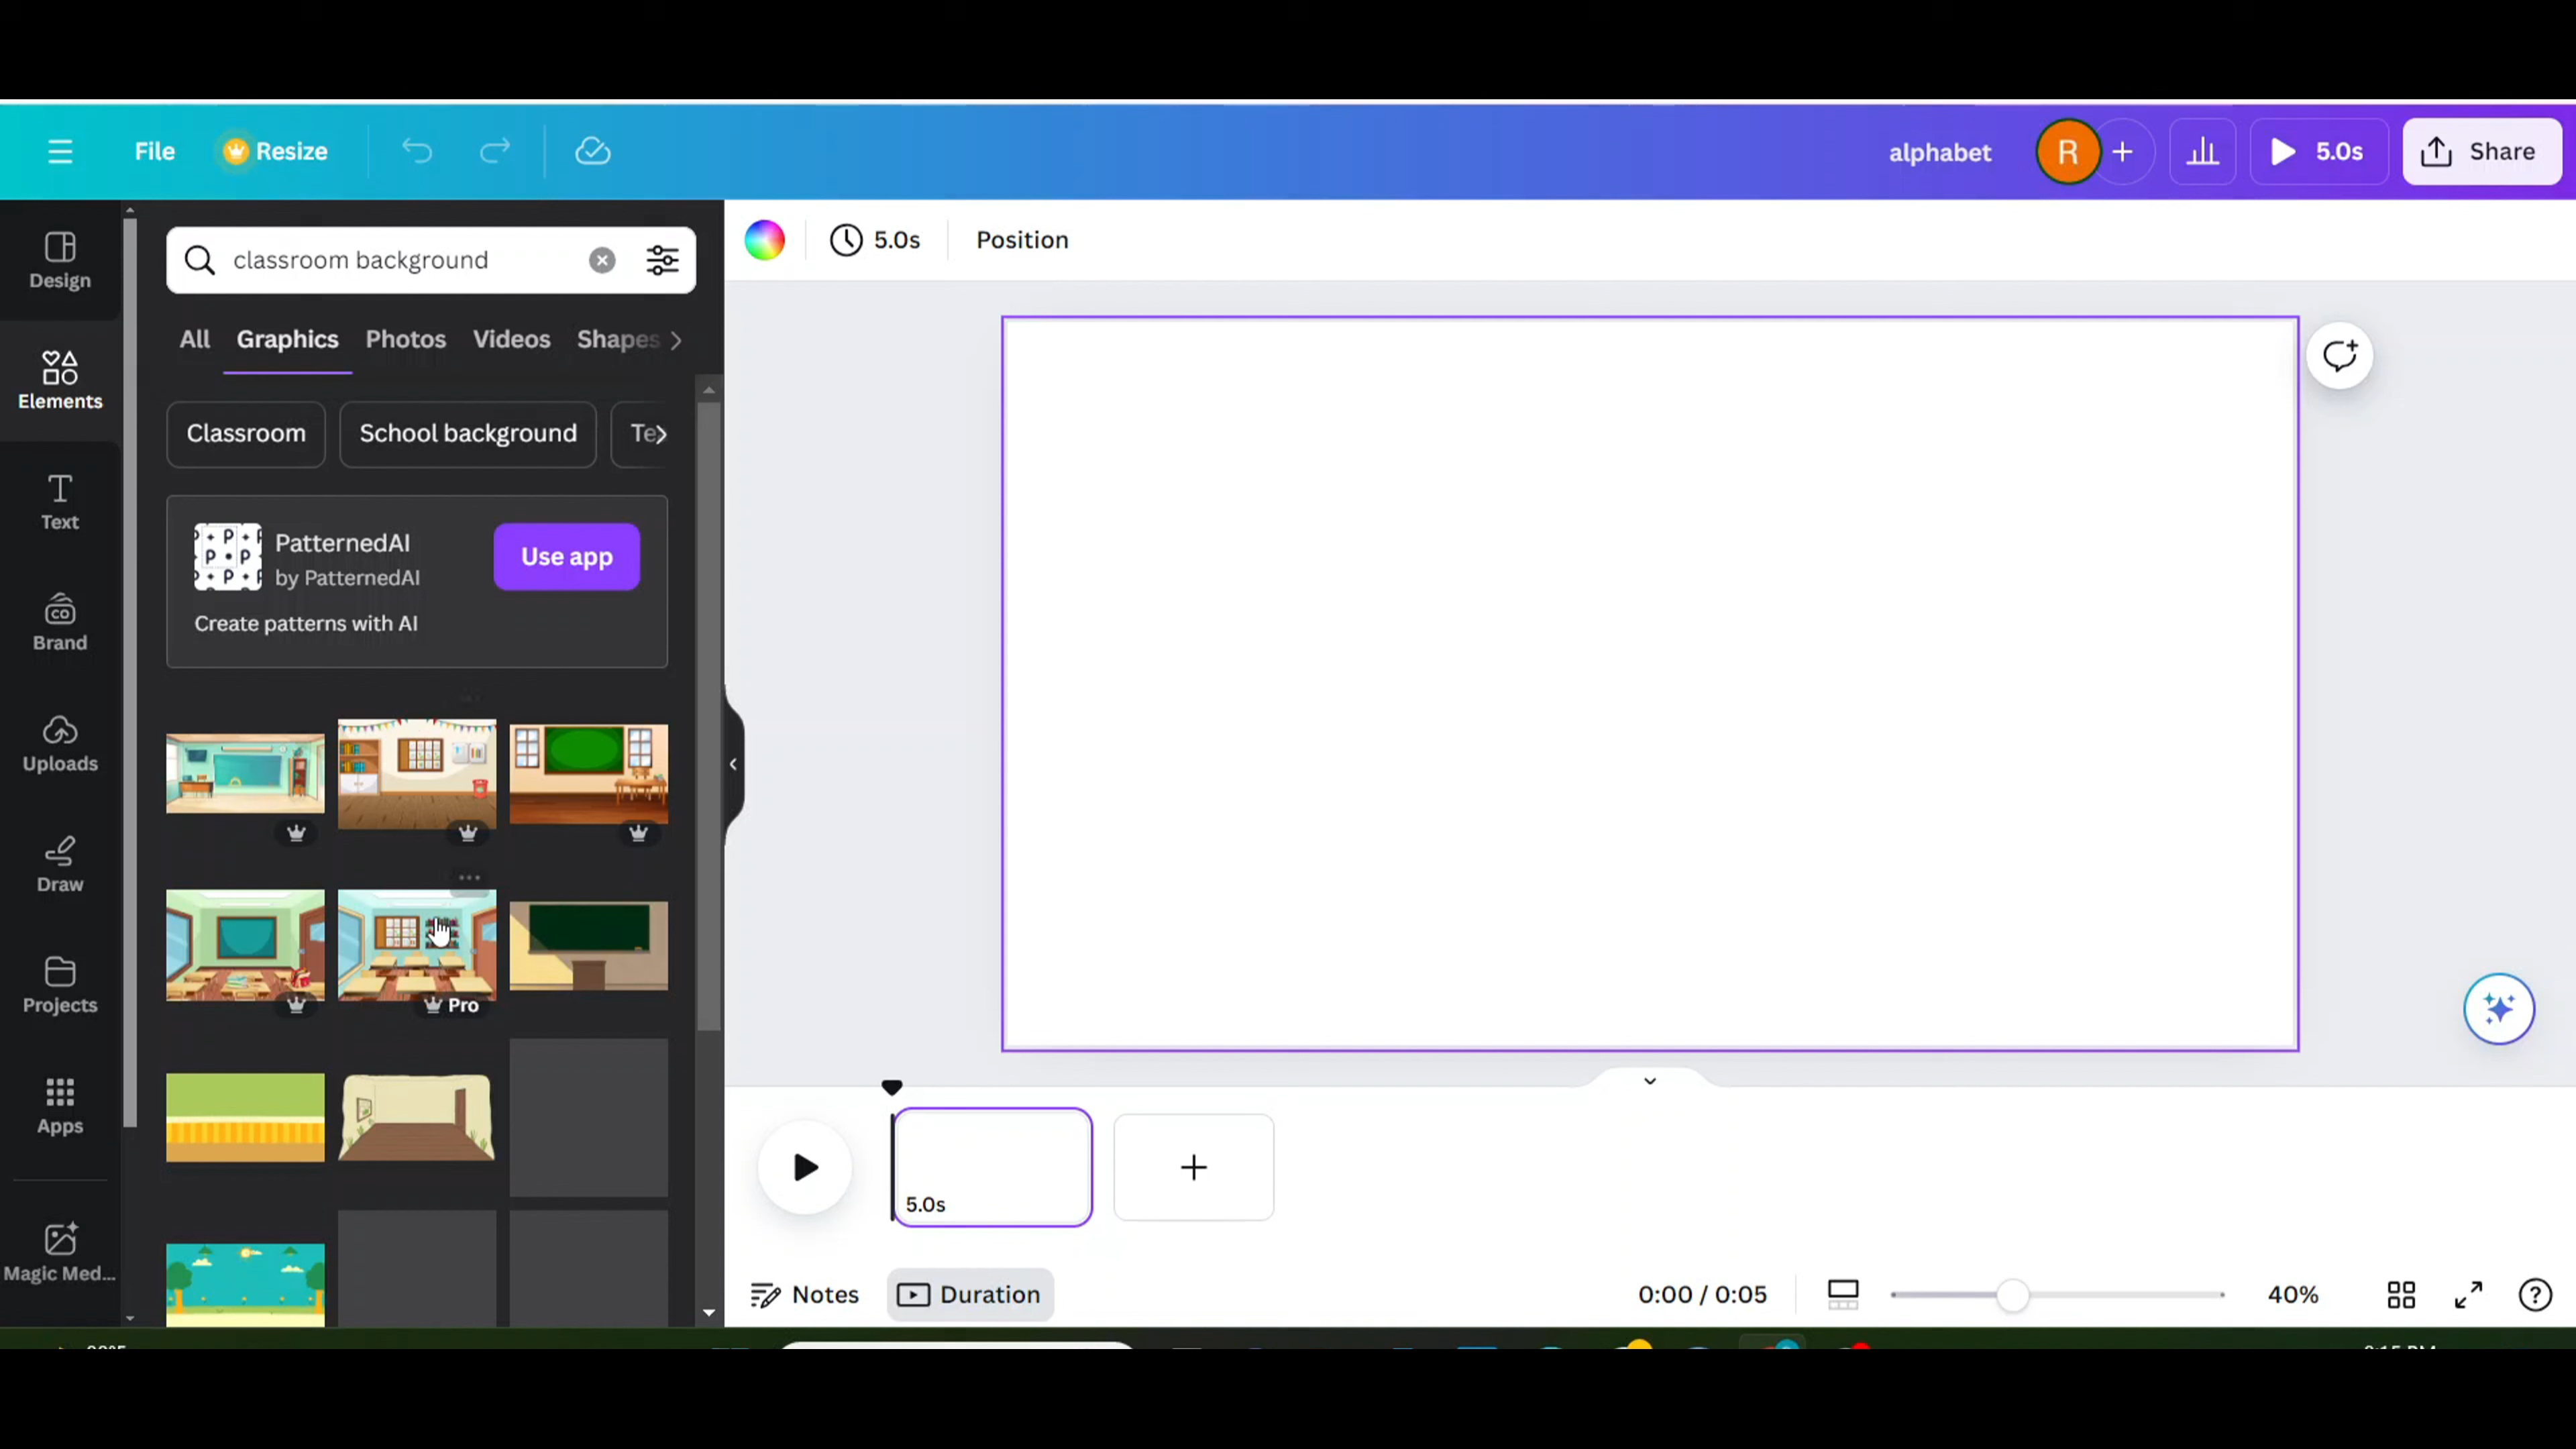 File
Resize
alphabet
R
5.0s
Share
Design
Elements
Text
Brand
Uploads
Draw
Projects
Apps
Magic Med...
classroom background
All
Graphics
Photos
Videos
Shapes
Classroom
School background
PatternedAI
by PatternedAI
Use app
Create patterns with AI
Pro
5.0s
Position
5.0s
Notes
Duration
0:00 / 0:05
40%